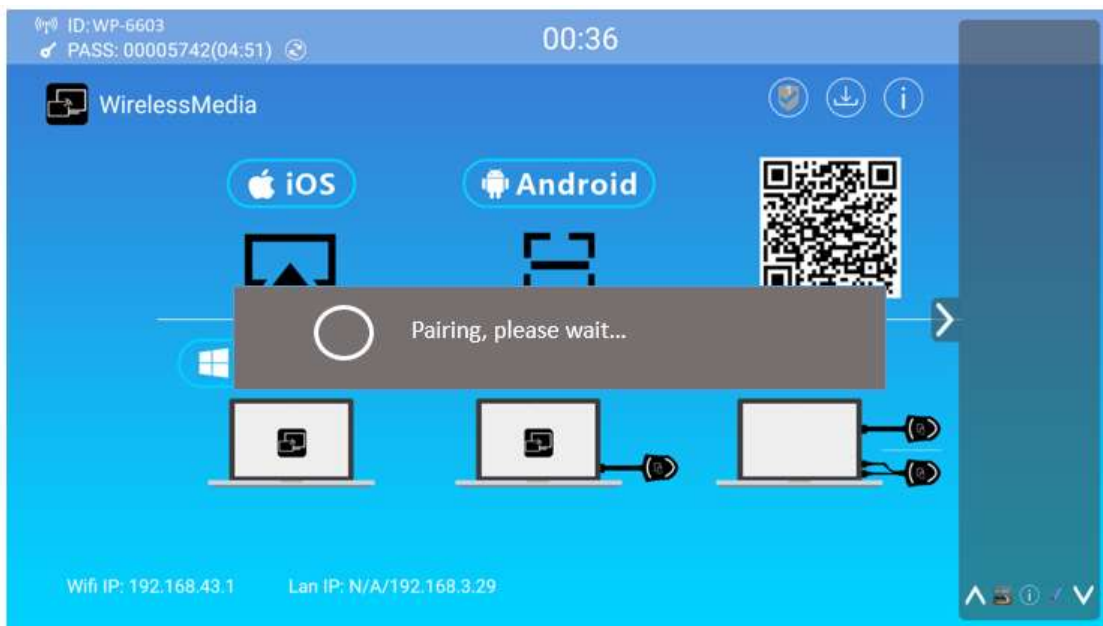 ID: WP-6603
PASS: 00005742(04:51)
00:36
WirelessMedia
iOS
Android
Pairing, please wait...
Wifi IP: 192.168.43.1
Lan IP: N/A/192.168.3.29